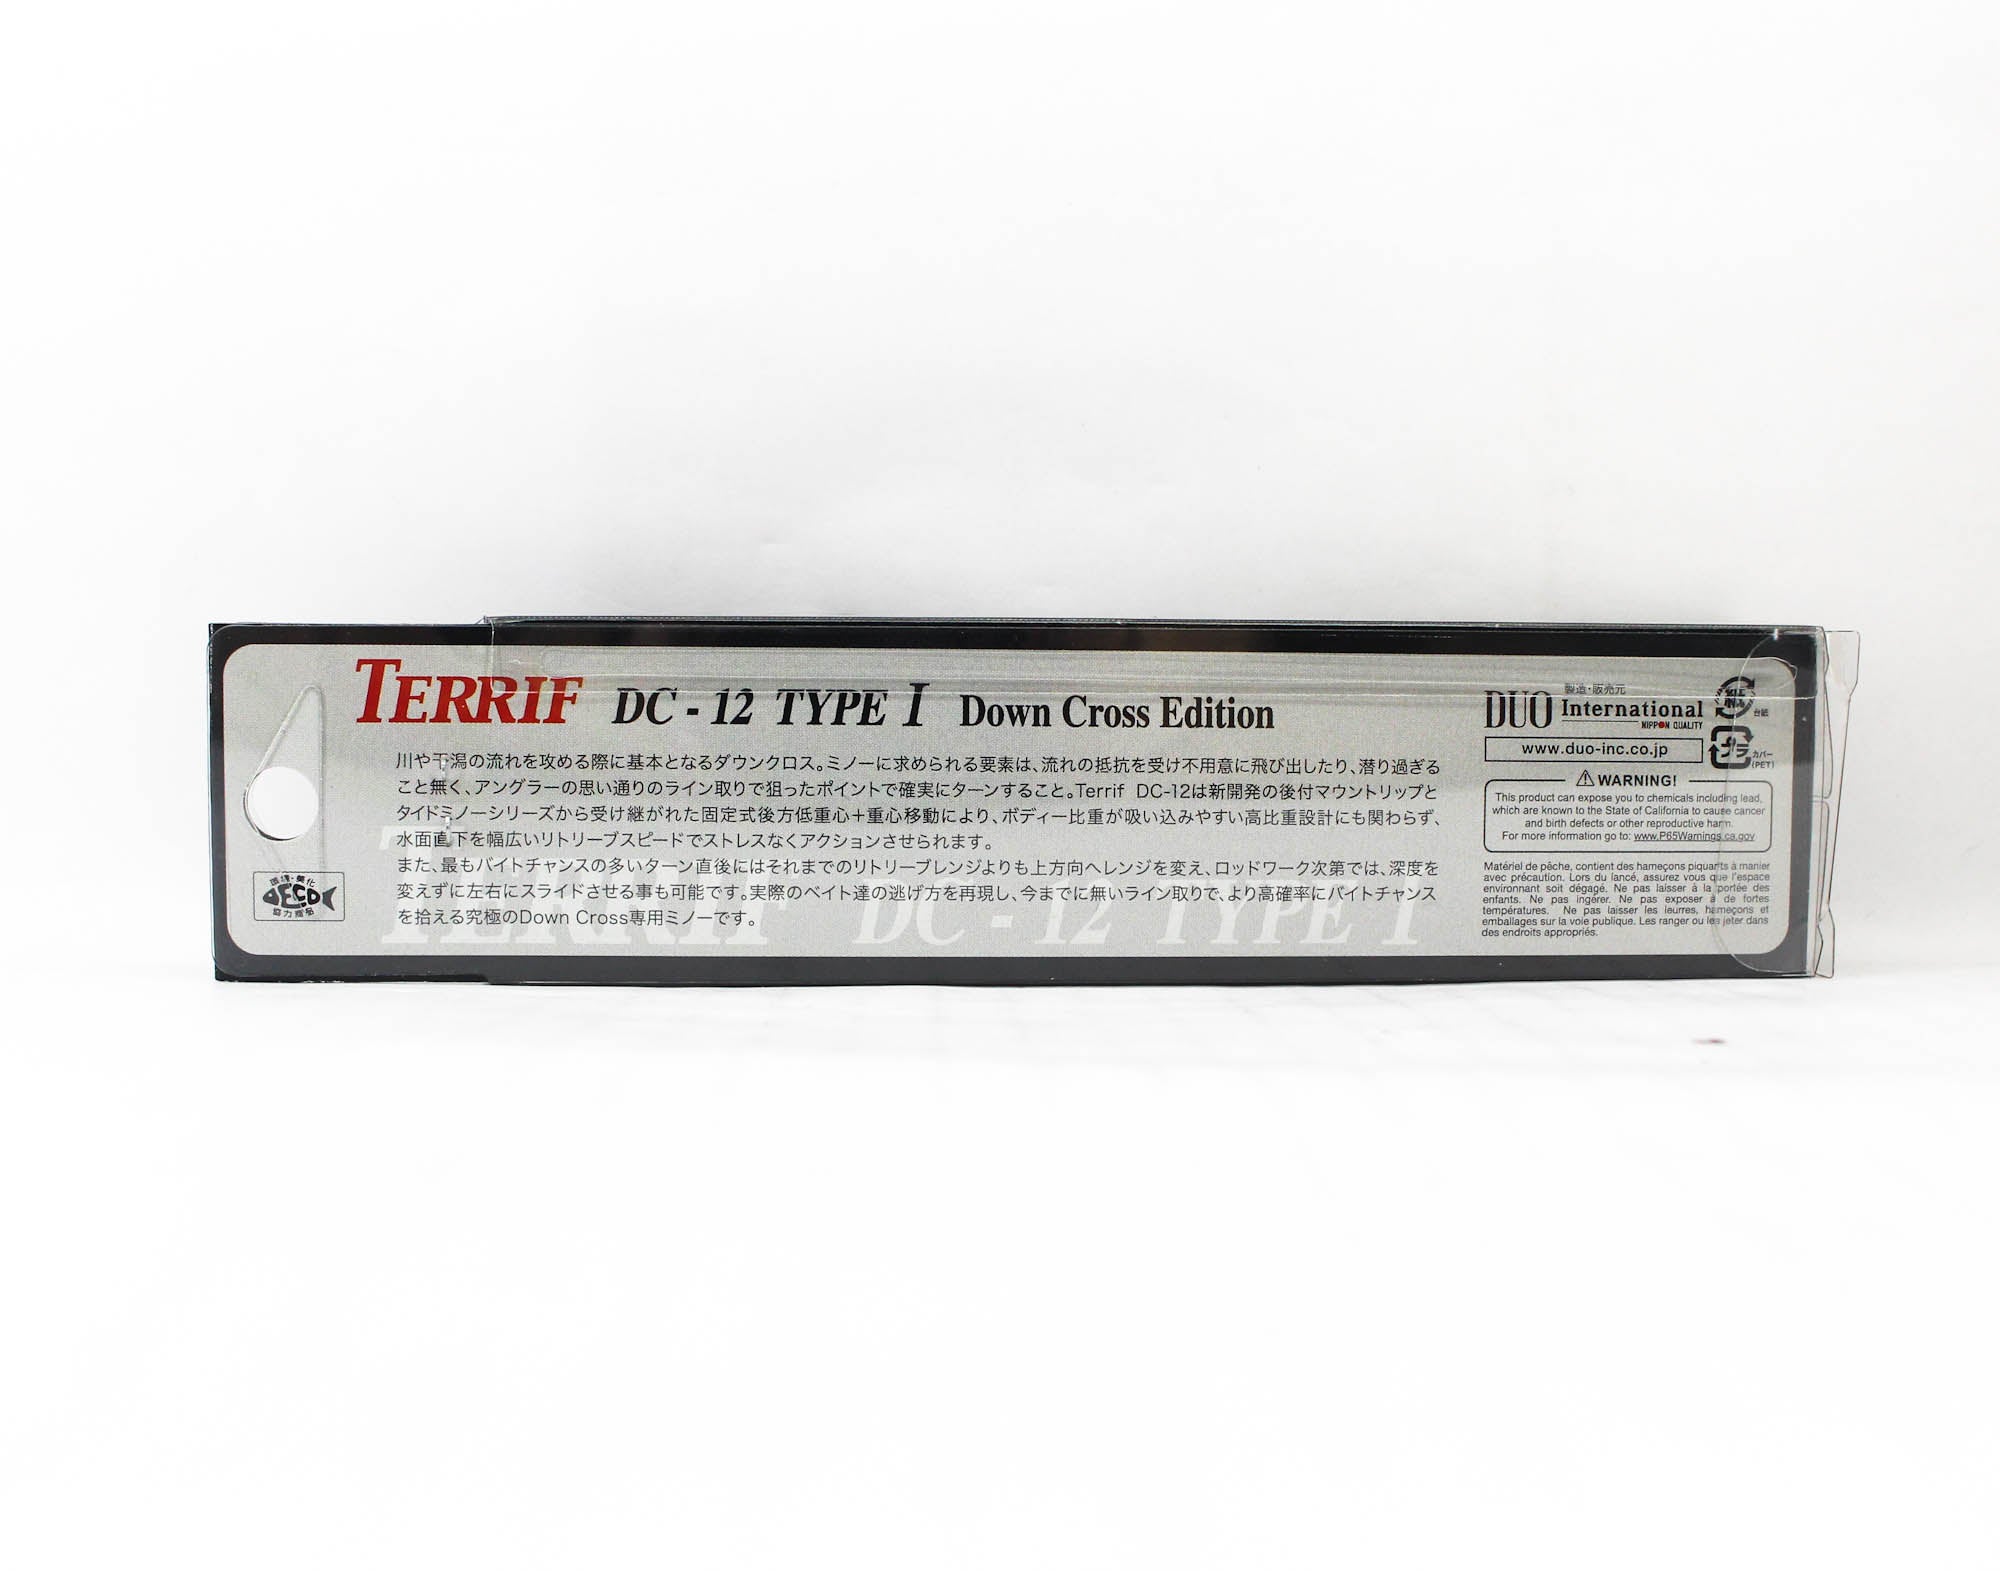 TERRIF DC - 12 TYPE I Down Cross Edition
川や干潟の流れを攻める際に基本となるダウンクロス。ミノーに求められる要素は、流れの抵抗を受け不用意に飛び出したり、潜り過ぎる
こと無く、アングラーの思い通りのライン取りで狙ったポイントで確実にターンすること。Terrif DC-12は新開発の後付マウントリップと
タイドミノーシリーズから受け継がれた固定式後方低重心＋重心移動により、ボディー比重が吸い込みやすい高比重設計にも関わらず、
水面直下を幅広いリトリーブスピードでストレスなくアクションさせられます。
また、最もバイトチャンスの多いターン直後にはそれまでのリトリーブレンジよりも上方向へレンジを変え、ロッドワーク次第では、深度を
変えずに左右にスライドさせる事も可能です。実際のベイト達の逃げ方を再現し、今までに無いライン取りで、より高確率にバイトチャンス
を拾える究極のDown Cross専用ミノーです。
TERRIF DC - 12 TYPE I
環境・美化
DECO
協力商品
製造・販売元
DUO International
NIPPON QUALITY
www.duo-inc.co.jp
台紙
プラ
カバー
(PET)
⚠ WARNING!
This product can expose you to chemicals including lead,
which are known to the State of California to cause cancer
and birth defects or other reproductive harm.
For more information go to: www.P65Warnings.ca.gov
Matériel de pêche, contient des hameçons piquants à manier
avec précaution. Lors du lancé, assurez vous que l'espace
environnant soit dégagé. Ne pas laisser à la portée des
enfants. Ne pas ingérer. Ne pas exposer à de fortes
températures. Ne pas laisser les leurres, hameçons et
emballages sur la voie publique. Les ranger ou les jeter dans
des endroits appropriés.